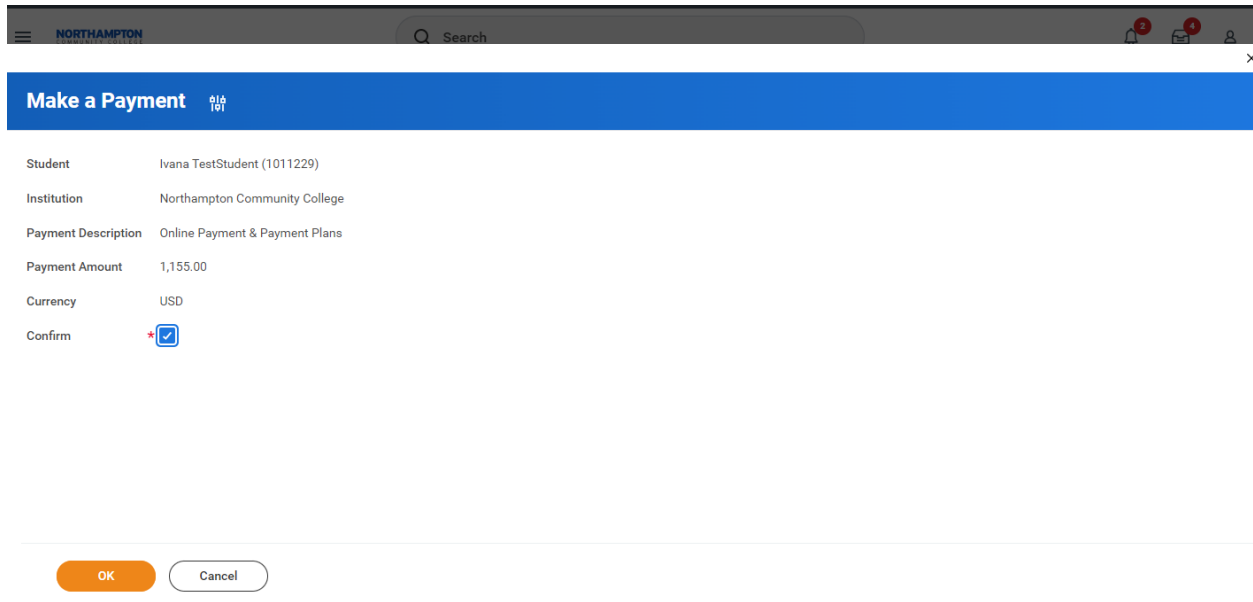 NORTHAMPTON
COMMUNITY COLLEGE
Search
2
4
Make a Payment
Student Ivana TestStudent (1011229)
Institution Northampton Community College
Payment Description Online Payment & Payment Plans
Payment Amount 1,155.00
Currency USD
Confirm *
OK Cancel